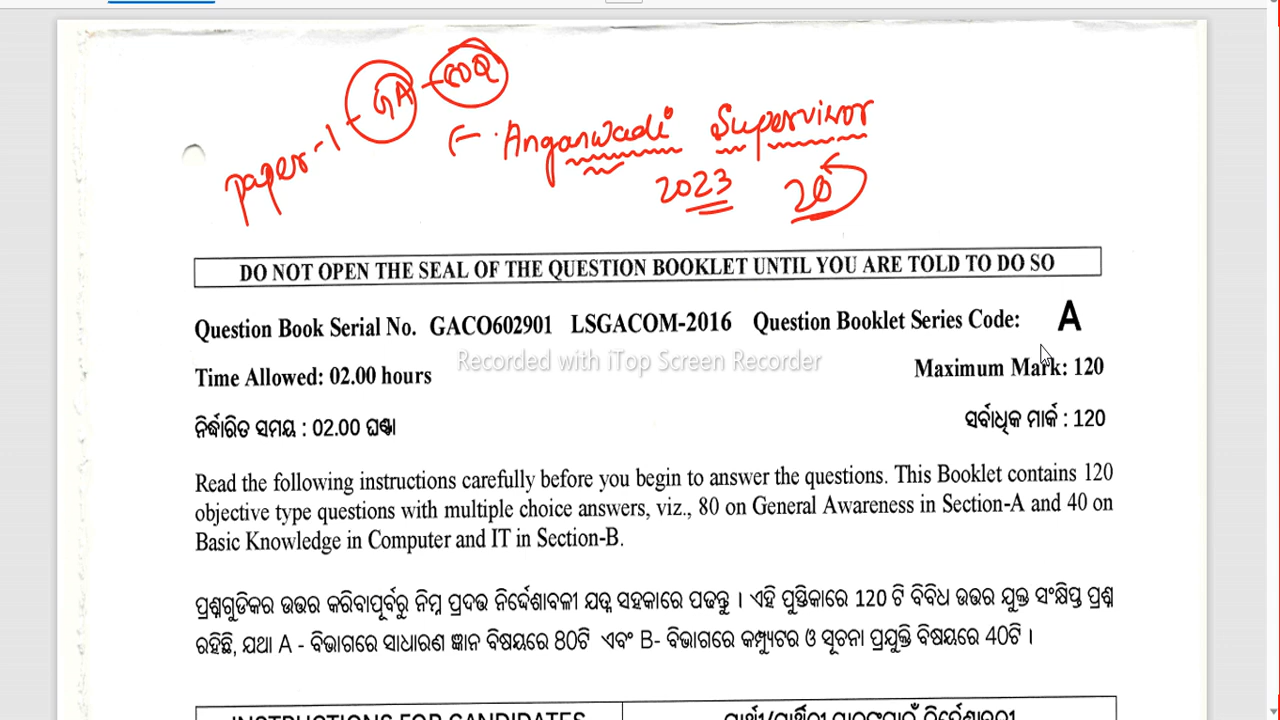 paper-1 - GA
Anganwadi Supervisor
2023 20
DO NOT OPEN THE SEAL OF THE QUESTION BOOKLET UNTIL YOU ARE TOLD TO DO SO
Question Book Serial No. GACO602901 LSGACOM-2016 Question Booklet Series Code: A
Recorded with iTop Screen Recorder
Time Allowed: 02.00 hours Maximum Mark: 120
ନିର୍ଦ୍ଧାରିତ ସମୟ : 02.00 ଘଣ୍ଟା ସର୍ବାଧିକ ମାର୍କ : 120
Read the following instructions carefully before you begin to answer the questions. This Booklet contains 120
objective type questions with multiple choice answers, viz., 80 on General Awareness in Section-A and 40 on
Basic Knowledge in Computer and IT in Section-B.
ପ୍ରଶ୍ନଗୁଡିକର ଉତ୍ତର କରିବାପୂର୍ବରୁ ନିମ୍ନ ପ୍ରଦତ୍ତ ନିର୍ଦ୍ଦେଶାବଳୀ ଯତ୍ନ ସହକାରେ ପଢନ୍ତୁ । ଏହି ପୁସ୍ତିକାରେ 120 ଟି ବିବିଧ ଉତ୍ତର ଯୁକ୍ତ ସଂକ୍ଷିପ୍ତ ପ୍ରଶ୍ନ
ରହିଛି, ଯଥା A - ବିଭାଗରେ ସାଧାରଣ ଜ୍ଞାନ ବିଷୟରେ 80ଟି ଏବଂ B- ବିଭାଗରେ କମ୍ପ୍ୟୁଟର ଓ ସୂଚନା ପ୍ରଯୁକ୍ତି ବିଷୟରେ 40ଟି ।
INSTRUCTIONS FOR CANDIDATES